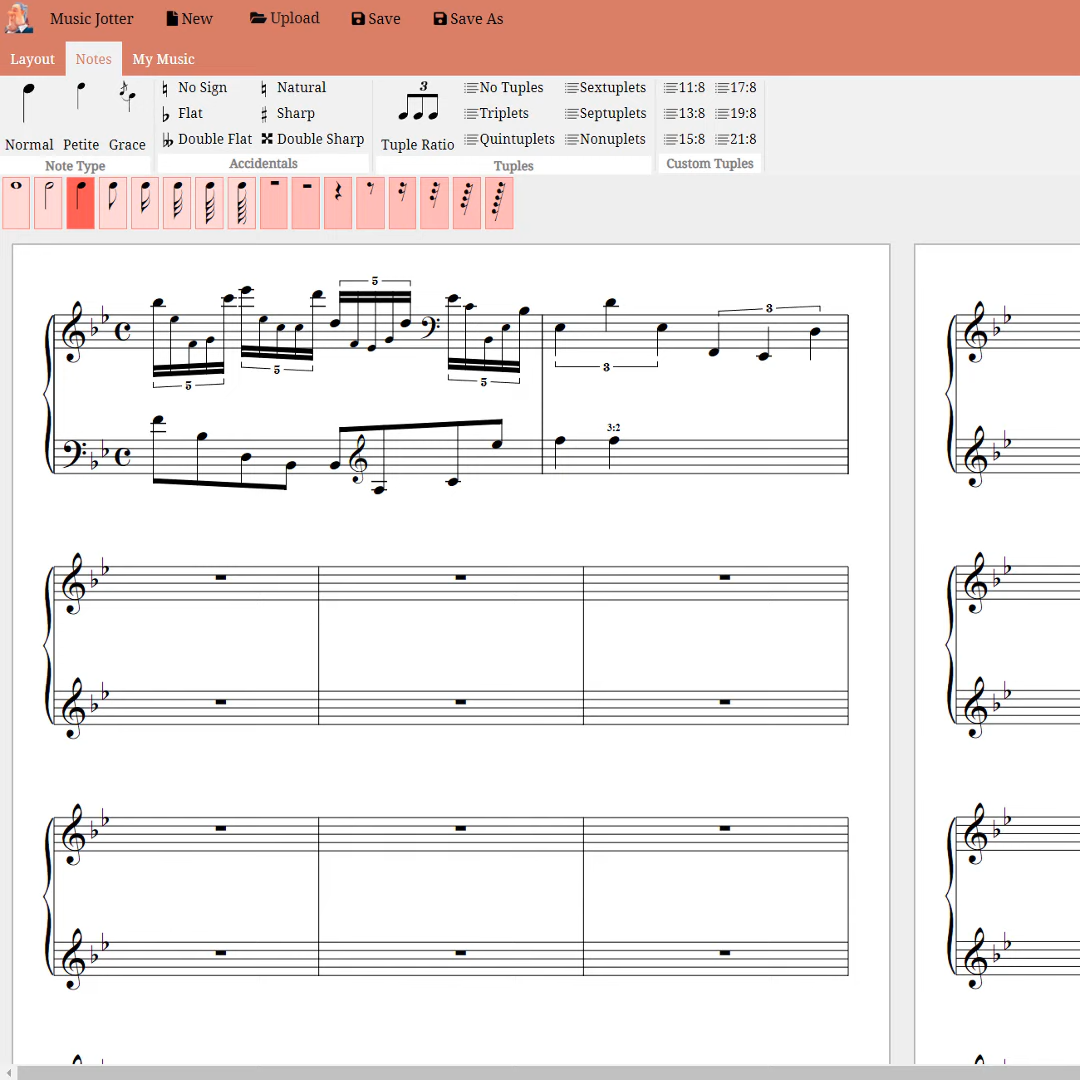 Music Jotter New Upload Save Save As
Layout Notes My Music
No Sign Natural No Tuples Sextuplets 11:8 17:8
Flat Sharp Triplets Septuplets 13:8 19:8
Normal Petite Grace Double Flat Double Sharp Tuple Ratio Quintuplets Nonuplets 15:8 21:8
Note Type Accidentals Tuples Custom Tuples
5
3
5 5 5 3
3:2